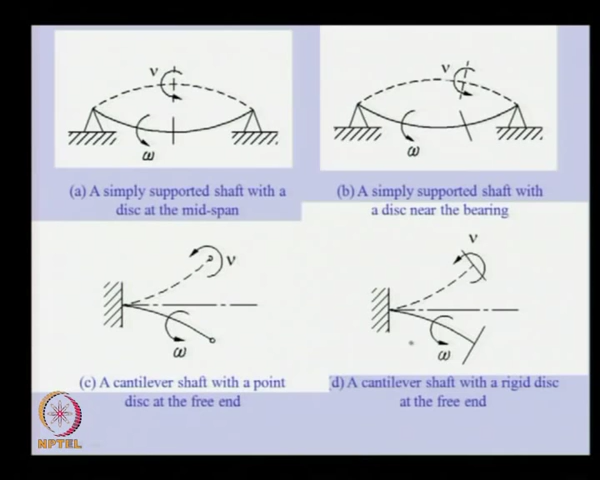 ν
ω
(a) A simply supported shaft with a
disc at the mid-span
ν
ω
(b) A simply supported shaft with
a disc near the bearing
ν
ω
(c) A cantilever shaft with a point
disc at the free end
ν
ω
d) A cantilever shaft with a rigid disc
at the free end
NPTEL